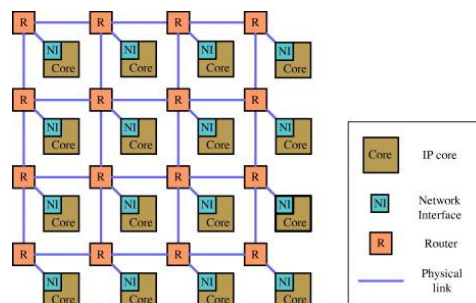 R R R R
NI NI NI NI
Core Core Core Core
R R R R
NI NI NI NI
Core Core Core Core
R R R R
NI NI NI NI
Core Core Core Core
R R R R
NI NI NI NI
Core Core Core Core
Core IP core
NI Network
Interface
R Router
Physical
link